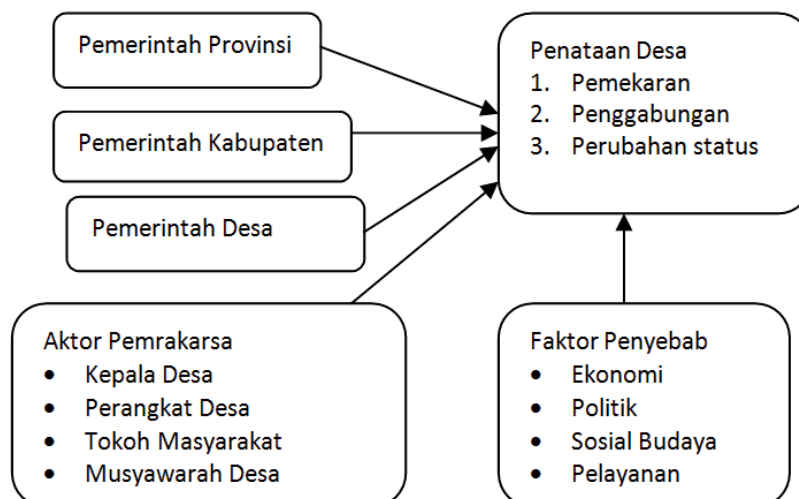 Pemerintah Provinsi
Pemerintah Kabupaten
Pemerintah Desa
Penataan Desa
1. Pemekaran
2. Penggabungan
3. Perubahan status
Aktor Pemrakarsa
• Kepala Desa
• Perangkat Desa
• Tokoh Masyarakat
• Musyawarah Desa
Faktor Penyebab
• Ekonomi
• Politik
• Sosial Budaya
• Pelayanan